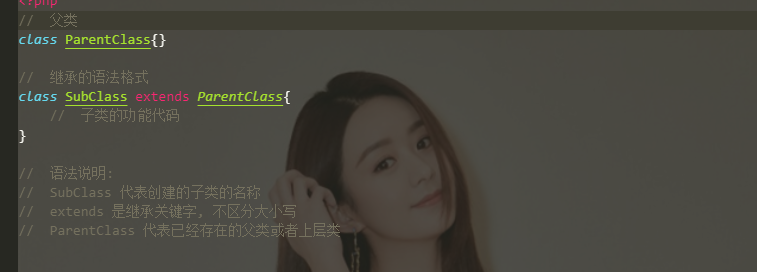 <?php
// 父类
class ParentClass{}
// 继承的语法格式
class SubClass extends ParentClass{
// 子类的功能代码
}
// 语法说明:
// SubClass 代表创建的子类的名称
// extends 是继承关键字, 不区分大小写
// ParentClass 代表已经存在的父类或者上层类